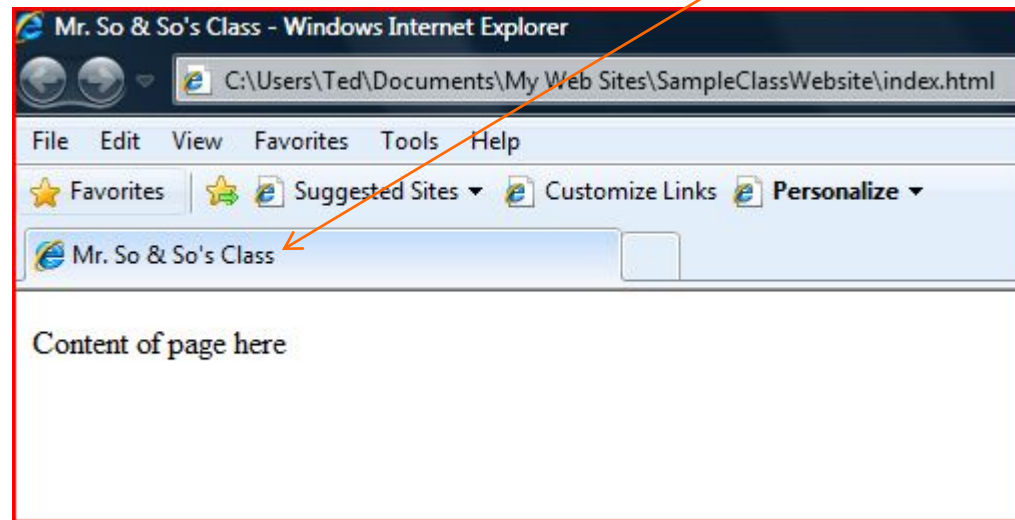 Mr. So & So's Class - Windows Internet Explorer
C:\Users\Ted\Documents\My Web Sites\SampleClassWebsite\index.html
File Edit View Favorites Tools Help
Favorites Suggested Sites Customize Links Personalize
Mr. So & So's Class
Content of page here